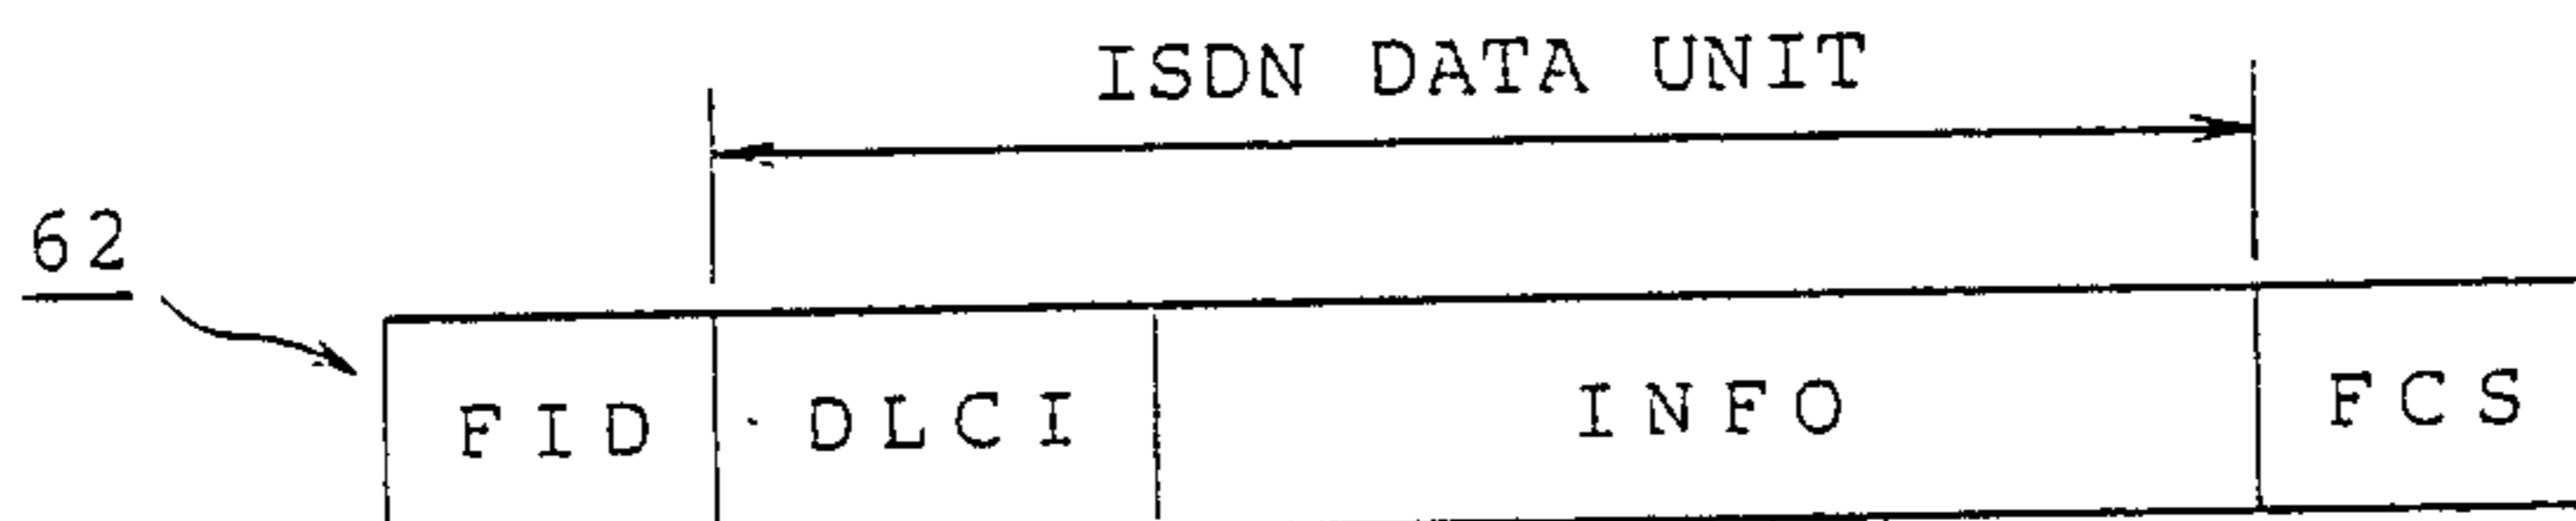 ISDN DATA UNIT
62
FID DLCI INFO FCS